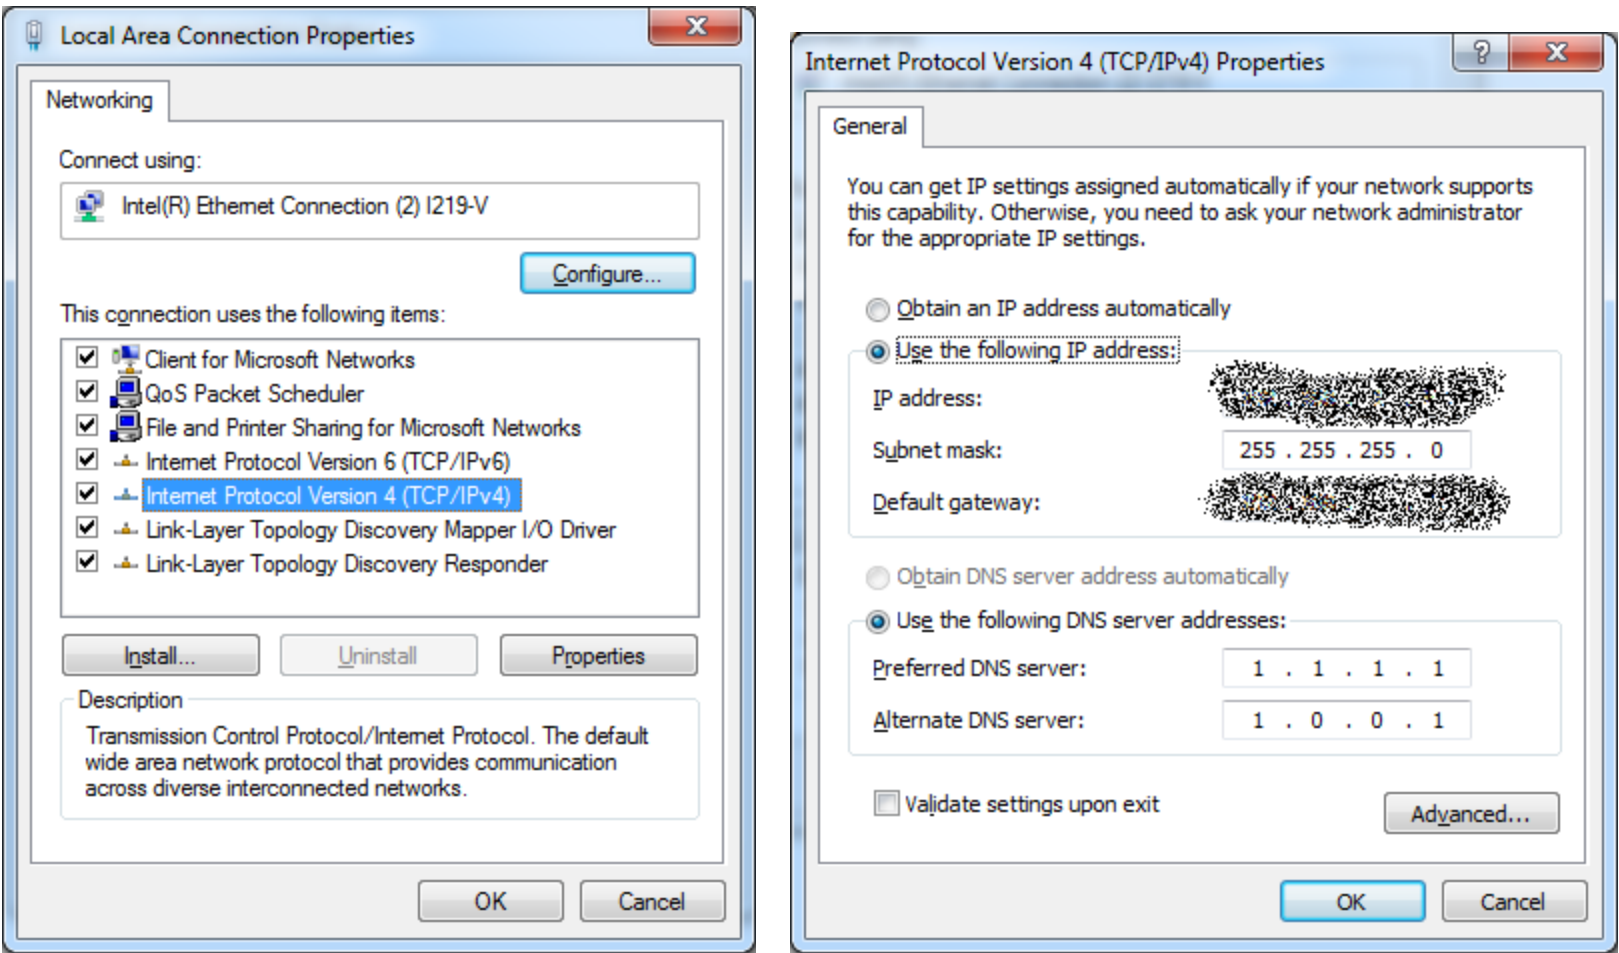 Local Area Connection Properties
Networking
Connect using:
Intel(R) Ethernet Connection (2) I219-V
Configure...
This connection uses the following items:
Client for Microsoft Networks
QoS Packet Scheduler
File and Printer Sharing for Microsoft Networks
Internet Protocol Version 6 (TCP/IPv6)
Internet Protocol Version 4 (TCP/IPv4)
Link-Layer Topology Discovery Mapper I/O Driver
Link-Layer Topology Discovery Responder
Install...
Uninstall
Properties
Description
Transmission Control Protocol/Internet Protocol. The default
wide area network protocol that provides communication
across diverse interconnected networks.
OK
Cancel
Internet Protocol Version 4 (TCP/IPv4) Properties
General
You can get IP settings assigned automatically if your network supports
this capability. Otherwise, you need to ask your network administrator
for the appropriate IP settings.
Obtain an IP address automatically
Use the following IP address:
IP address:
Subnet mask: 255 . 255 . 255 . 0
Default gateway:
Obtain DNS server address automatically
Use the following DNS server addresses:
Preferred DNS server: 1 . 1 . 1 . 1
Alternate DNS server: 1 . 0 . 0 . 1
Validate settings upon exit
Advanced...
OK
Cancel